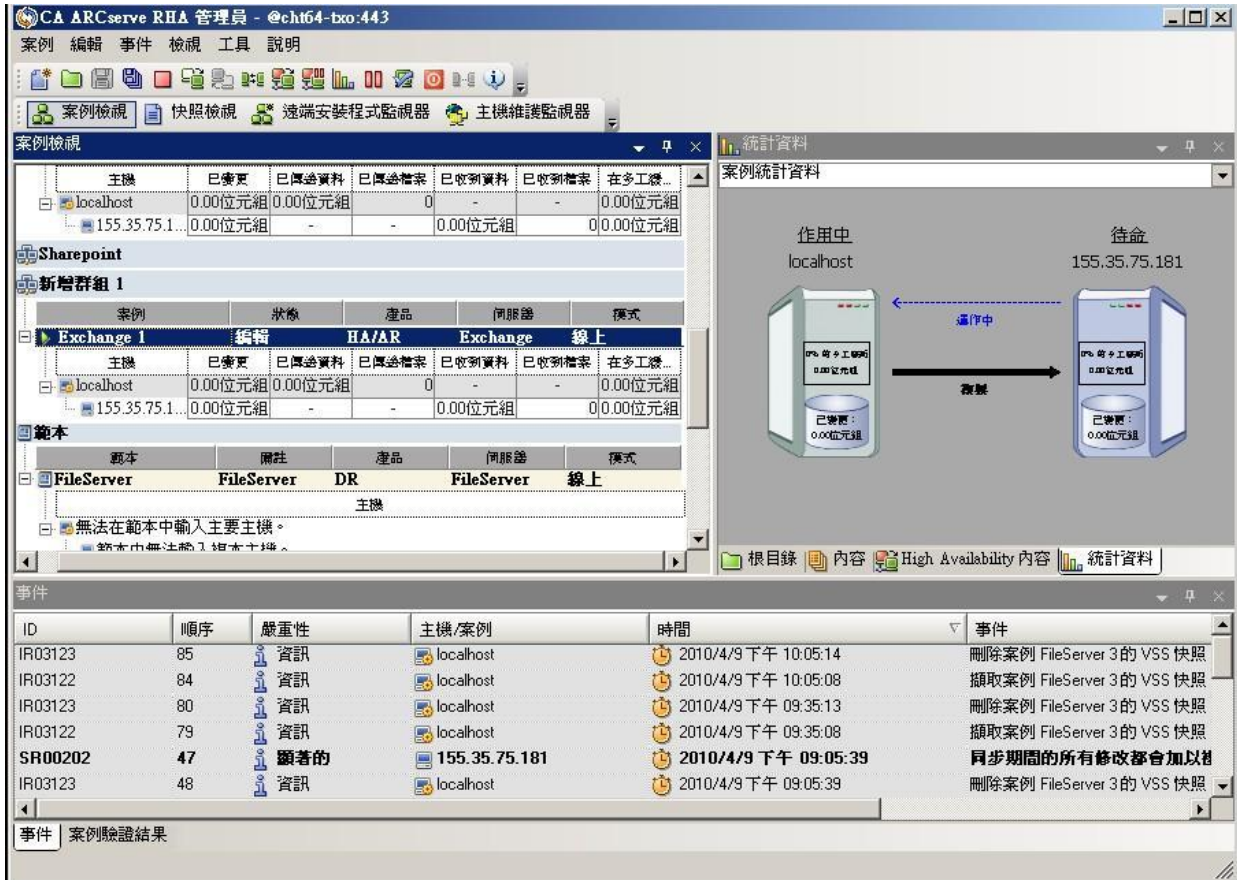 CA ARCserve RHA 管理員 - @cht64-txo:443
案例 編輯 事件 檢視 工具 說明
案例檢視 快照檢視 遠端安裝程式監視器 主機維護監視器
案例檢視
主機 已變更 已傳送資料 已傳送檔案 已收到資料 已收到檔案 在多工緩...
localhost 0.00位元組 0.00位元組 0 - - 0.00位元組
155.35.75.1... 0.00位元組 - - 0.00位元組 0 0.00位元組
Sharepoint
新增群組 1
案例 狀態 產品 伺服器 模式
Exchange 1 編輯 HA/AR Exchange 線上
主機 已變更 已傳送資料 已傳送檔案 已收到資料 已收到檔案 在多工緩...
localhost 0.00位元組 0.00位元組 0 - - 0.00位元組
155.35.75.1... 0.00位元組 - - 0.00位元組 0 0.00位元組
範本
範本 備註 產品 伺服器 模式
FileServer FileServer DR FileServer 線上
主機
無法在範本中輸入主要主機。
統計資料
案例統計資料
作用中 待命
localhost 155.35.75.181
運作中
複製
0.00位元組 0.00位元組
已變更: 已變更:
0.00位元組 0.00位元組
根目錄 內容 High Availability 內容 統計資料
事件
ID 順序 嚴重性 主機/案例 時間 事件
IR03123 85 資訊 localhost 2010/4/9 下午 10:05:14 刪除案例 FileServer 3的 VSS 快照
IR03122 84 資訊 localhost 2010/4/9 下午 10:05:08 擷取案例 FileServer 3的 VSS 快照
IR03123 80 資訊 localhost 2010/4/9 下午 09:35:13 刪除案例 FileServer 3的 VSS 快照
IR03122 79 資訊 localhost 2010/4/9 下午 09:35:08 擷取案例 FileServer 3的 VSS 快照
SR00202 47 顯著的 155.35.75.181 2010/4/9 下午 09:05:39 同步期間的所有修改都會加以
IR03123 48 資訊 localhost 2010/4/9 下午 09:05:39 刪除案例 FileServer 3的 VSS 快照
事件 案例驗證結果